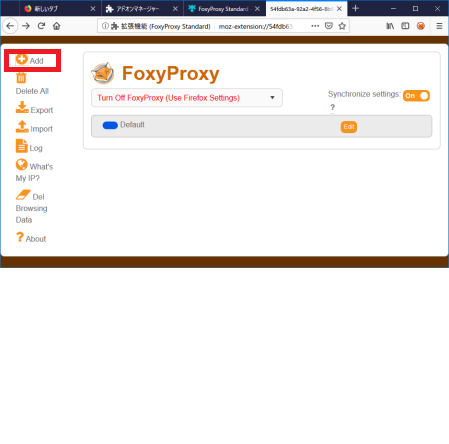 新しいタブ
アドオンマネージャー
FoxyProxy Standard
54fdb63a-92a2-4f56-8b
拡張機能 (FoxyProxy Standard)
moz-extension://54fdb63
Add
Delete All
Export
Import
Log
What's
My IP?
Del
Browsing
Data
About
FoxyProxy
Turn Off FoxyProxy (Use Firefox Settings)
Synchronize settings: On
?
Default
Edit